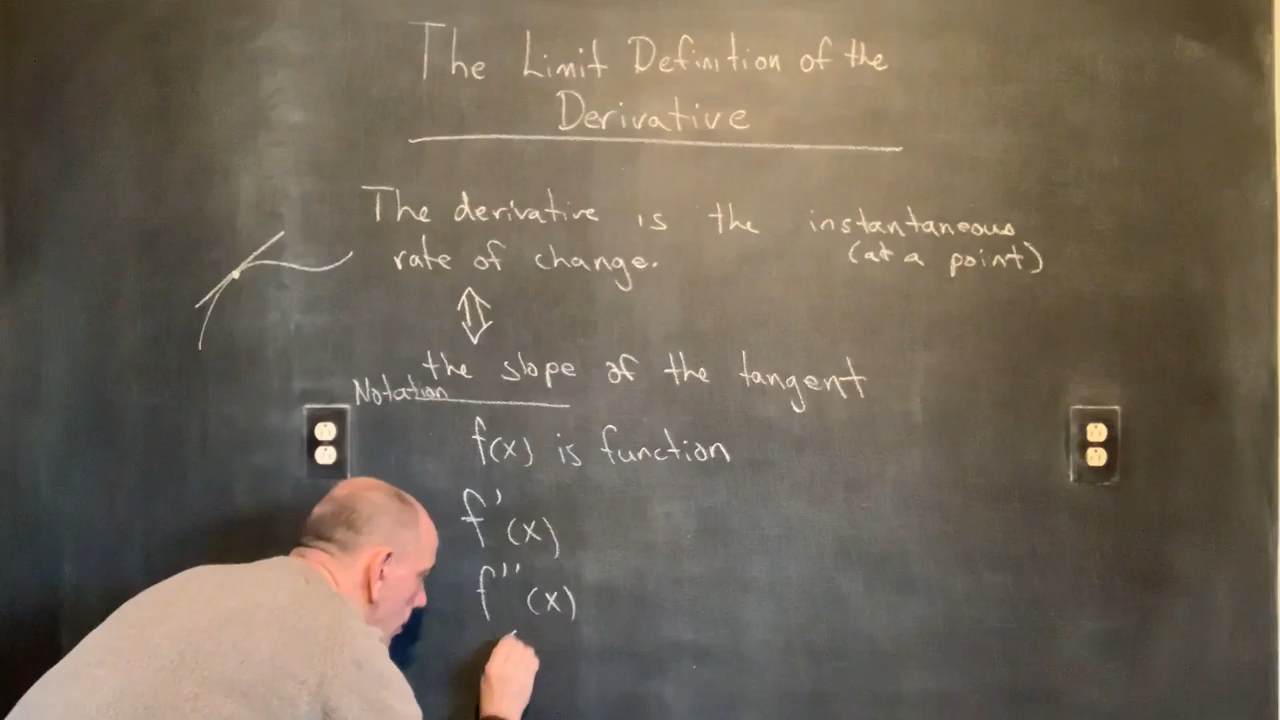 The Limit Definition of the
Derivative
The derivative is the instantaneous
rate of change. (at a point)
the slope of the tangent
Notation
f(x) is function
f'(x)
f''(x)